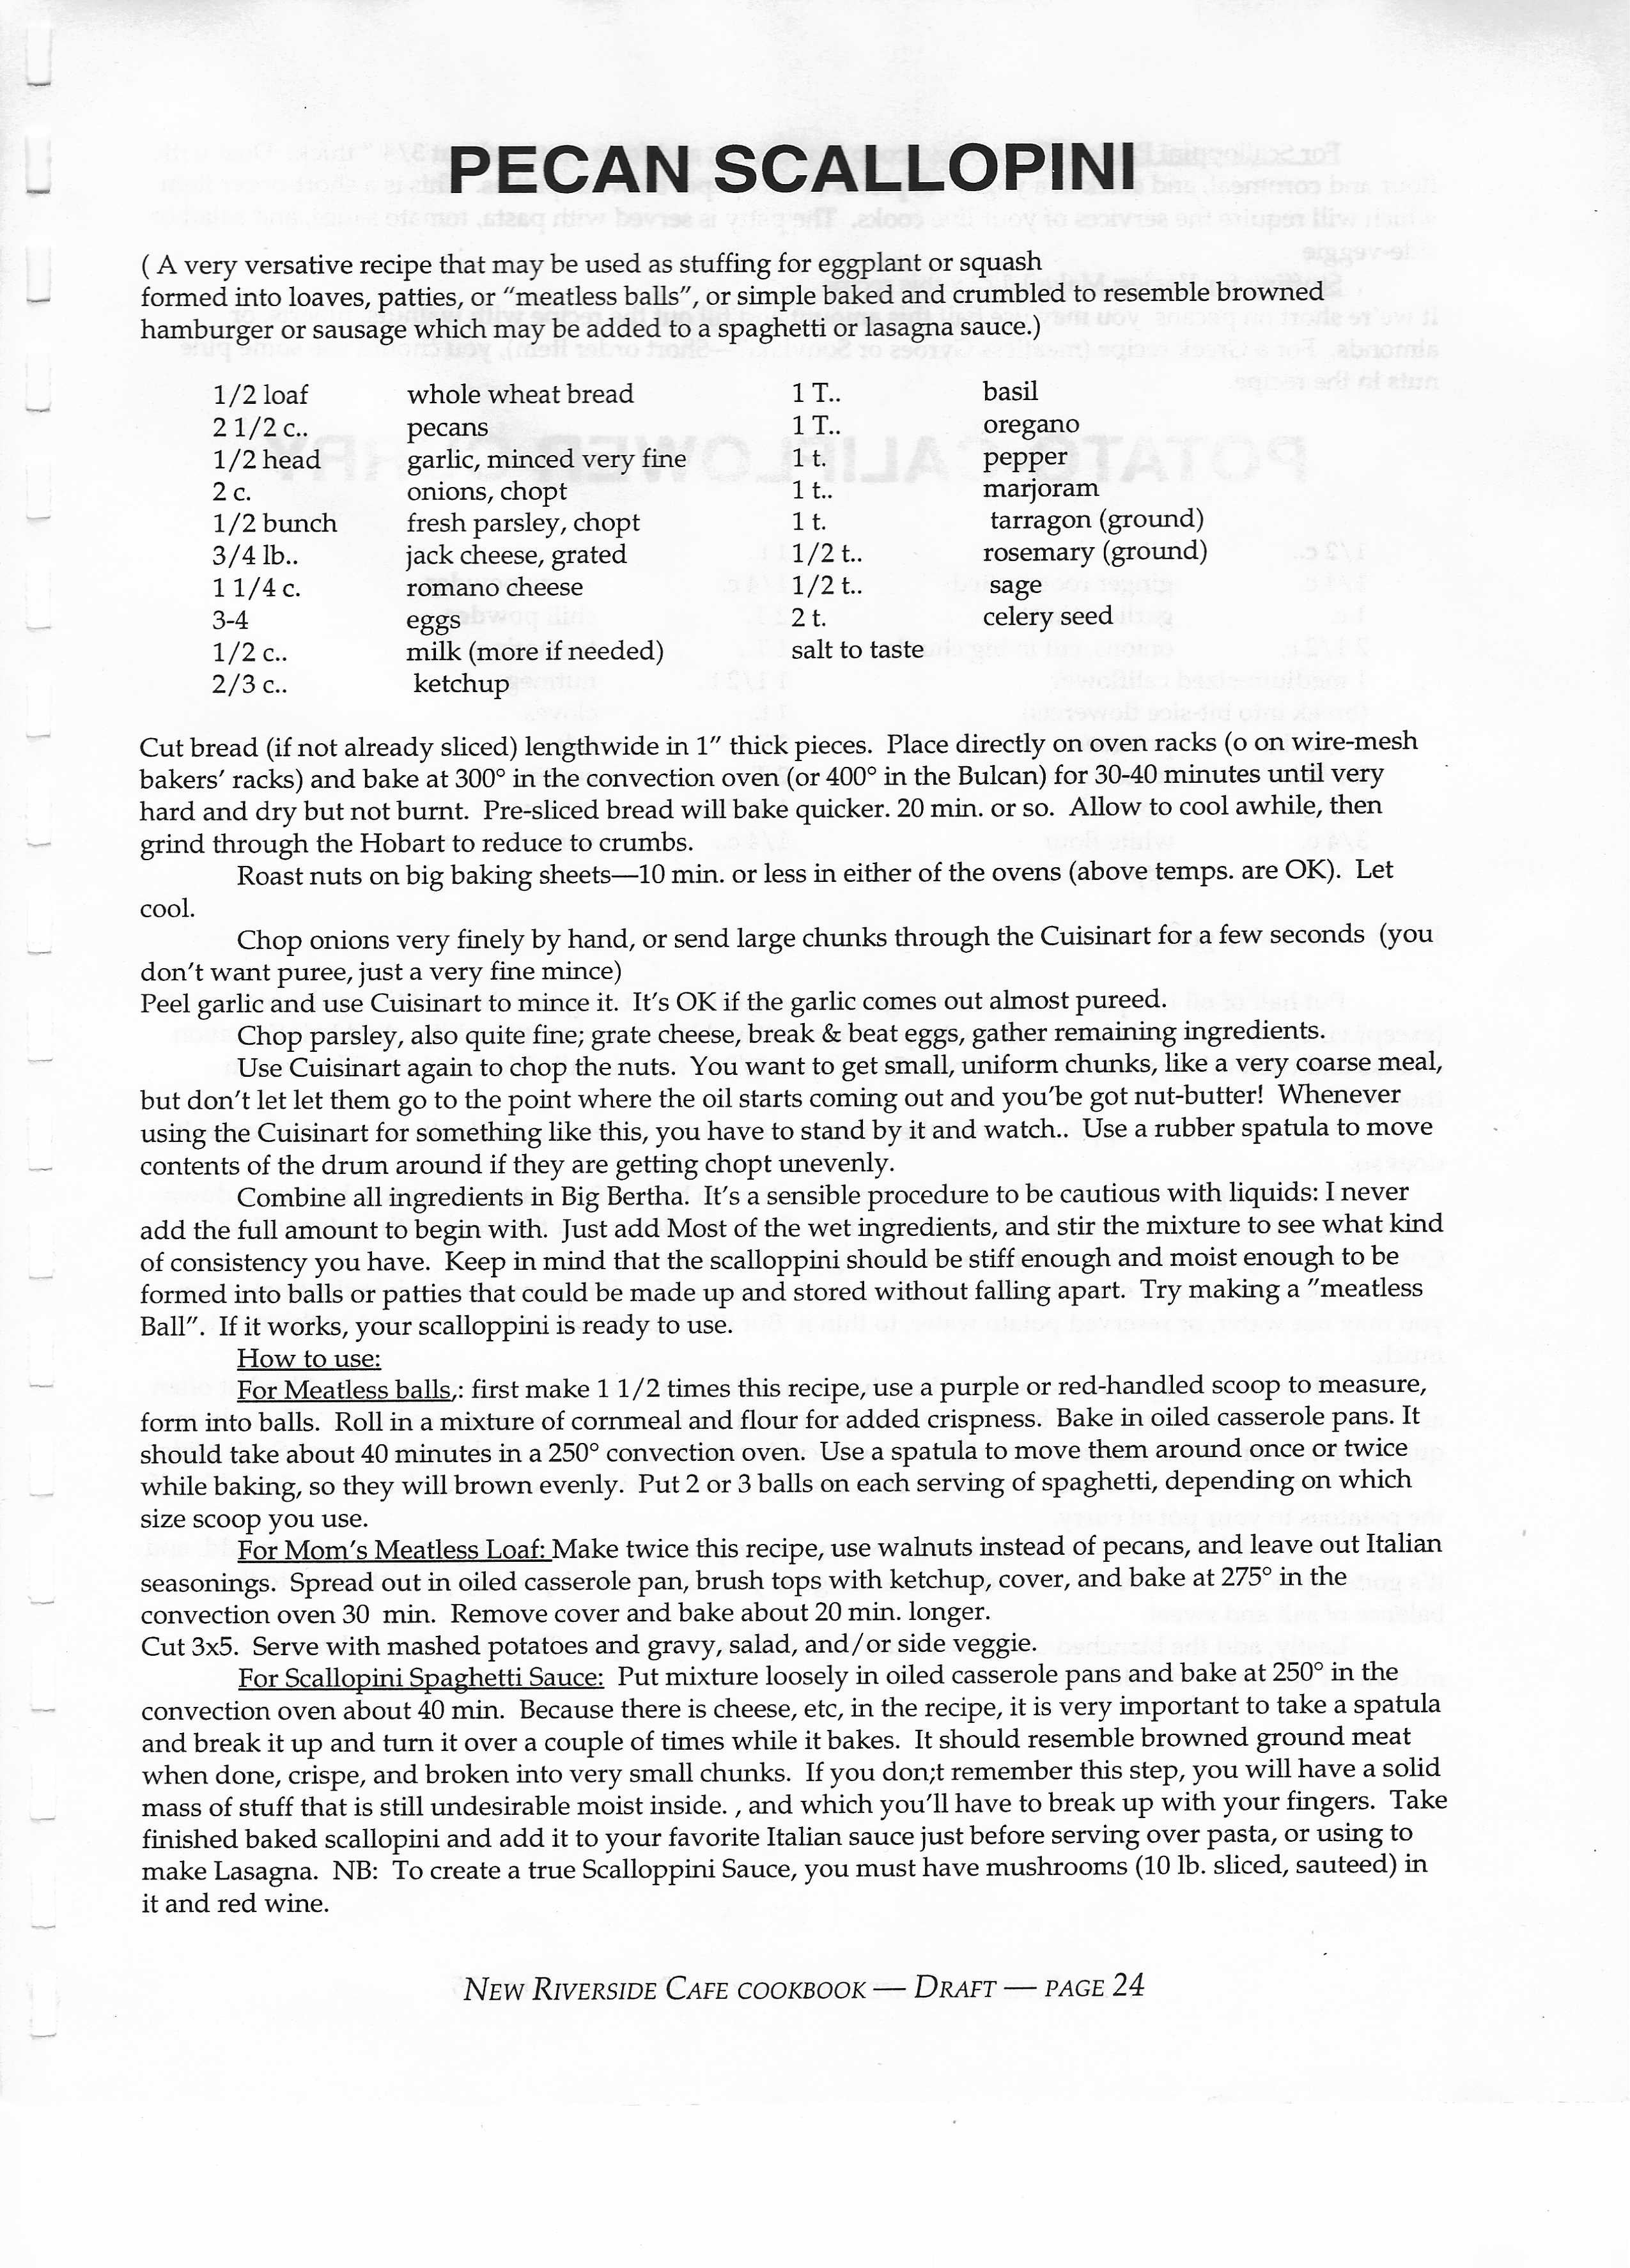 PECAN SCALLOPINI
( A very versative recipe that may be used as stuffing for eggplant or squash
formed into loaves, patties, or "meatless balls", or simple baked and crumbled to resemble browned
hamburger or sausage which may be added to a spaghetti or lasagna sauce.)
1/2 loaf whole wheat bread 1 T.. basil
2 1/2 c.. pecans 1 T.. oregano
1/2 head garlic, minced very fine 1 t. pepper
2 c. onions, chopt 1 t.. marjoram
1/2 bunch fresh parsley, chopt 1 t. tarragon (ground)
3/4 lb.. jack cheese, grated 1/2 t.. rosemary (ground)
1 1/4 c. romano cheese 1/2 t.. sage
3-4 eggs 2 t. celery seed
1/2 c.. milk (more if needed) salt to taste
2/3 c.. ketchup
Cut bread (if not already sliced) lengthwide in 1" thick pieces. Place directly on oven racks (o on wire-mesh
bakers' racks) and bake at 300° in the convection oven (or 400° in the Bulcan) for 30-40 minutes until very
hard and dry but not burnt. Pre-sliced bread will bake quicker. 20 min. or so. Allow to cool awhile, then
grind through the Hobart to reduce to crumbs.
Roast nuts on big baking sheets—10 min. or less in either of the ovens (above temps. are OK). Let
cool.
Chop onions very finely by hand, or send large chunks through the Cuisinart for a few seconds (you
don't want puree, just a very fine mince)
Peel garlic and use Cuisinart to mince it. It's OK if the garlic comes out almost pureed.
Chop parsley, also quite fine; grate cheese, break & beat eggs, gather remaining ingredients.
Use Cuisinart again to chop the nuts. You want to get small, uniform chunks, like a very coarse meal,
but don't let let them go to the point where the oil starts coming out and you'be got nut-butter! Whenever
using the Cuisinart for something like this, you have to stand by it and watch.. Use a rubber spatula to move
contents of the drum around if they are getting chopt unevenly.
Combine all ingredients in Big Bertha. It's a sensible procedure to be cautious with liquids: I never
add the full amount to begin with. Just add Most of the wet ingredients, and stir the mixture to see what kind
of consistency you have. Keep in mind that the scalloppini should be stiff enough and moist enough to be
formed into balls or patties that could be made up and stored without falling apart. Try making a "meatless
Ball". If it works, your scalloppini is ready to use.
How to use:
For Meatless balls,: first make 1 1/2 times this recipe, use a purple or red-handled scoop to measure,
form into balls. Roll in a mixture of cornmeal and flour for added crispness. Bake in oiled casserole pans. It
should take about 40 minutes in a 250° convection oven. Use a spatula to move them around once or twice
while baking, so they will brown evenly. Put 2 or 3 balls on each serving of spaghetti, depending on which
size scoop you use.
For Mom's Meatless Loaf: Make twice this recipe, use walnuts instead of pecans, and leave out Italian
seasonings. Spread out in oiled casserole pan, brush tops with ketchup, cover, and bake at 275° in the
convection oven 30 min. Remove cover and bake about 20 min. longer.
Cut 3x5. Serve with mashed potatoes and gravy, salad, and/or side veggie.
For Scallopini Spaghetti Sauce: Put mixture loosely in oiled casserole pans and bake at 250° in the
convection oven about 40 min. Because there is cheese, etc, in the recipe, it is very important to take a spatula
and break it up and turn it over a couple of times while it bakes. It should resemble browned ground meat
when done, crispe, and broken into very small chunks. If you don;t remember this step, you will have a solid
mass of stuff that is still undesirable moist inside. , and which you'll have to break up with your fingers. Take
finished baked scallopini and add it to your favorite Italian sauce just before serving over pasta, or using to
make Lasagna. NB: To create a true Scalloppini Sauce, you must have mushrooms (10 lb. sliced, sauteed) in
it and red wine.
NEW RIVERSIDE CAFE COOKBOOK — DRAFT — PAGE 24